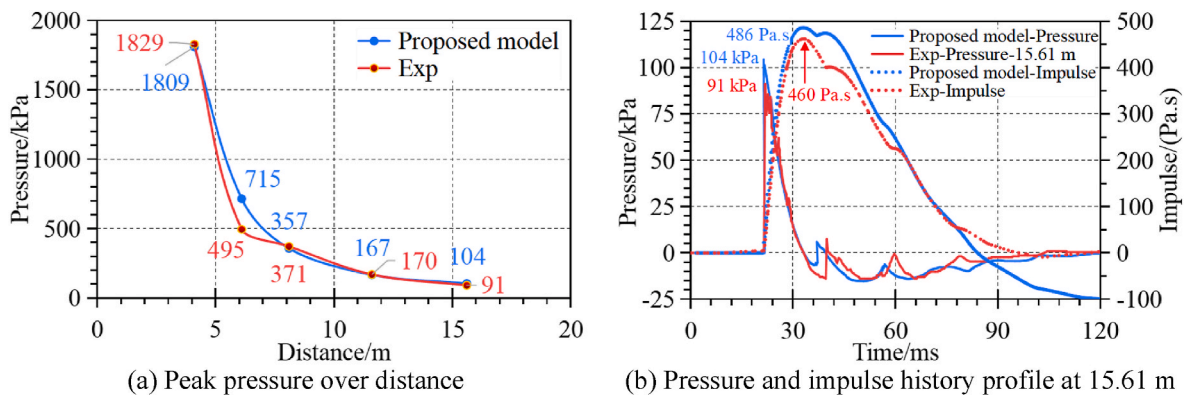 2000
1500
1000
500
0
Pressure/kPa
1829
1809
Proposed model
Exp
715
357
495
371
167
170
104
91
0
5
10
15
20
Distance/m
(a) Peak pressure over distance
125
100
75
50
25
0
-25
Pressure/kPa
486 Pa.s
104 kPa
91 kPa
460 Pa.s
Proposed model-Pressure
Exp-Pressure-15.61 m
Proposed model-Impulse
Exp-Impulse
500
400
300
200
100
0
-100
Impulse/(Pa.s)
0
30
60
90
120
Time/ms
(b) Pressure and impulse history profile at 15.61 m